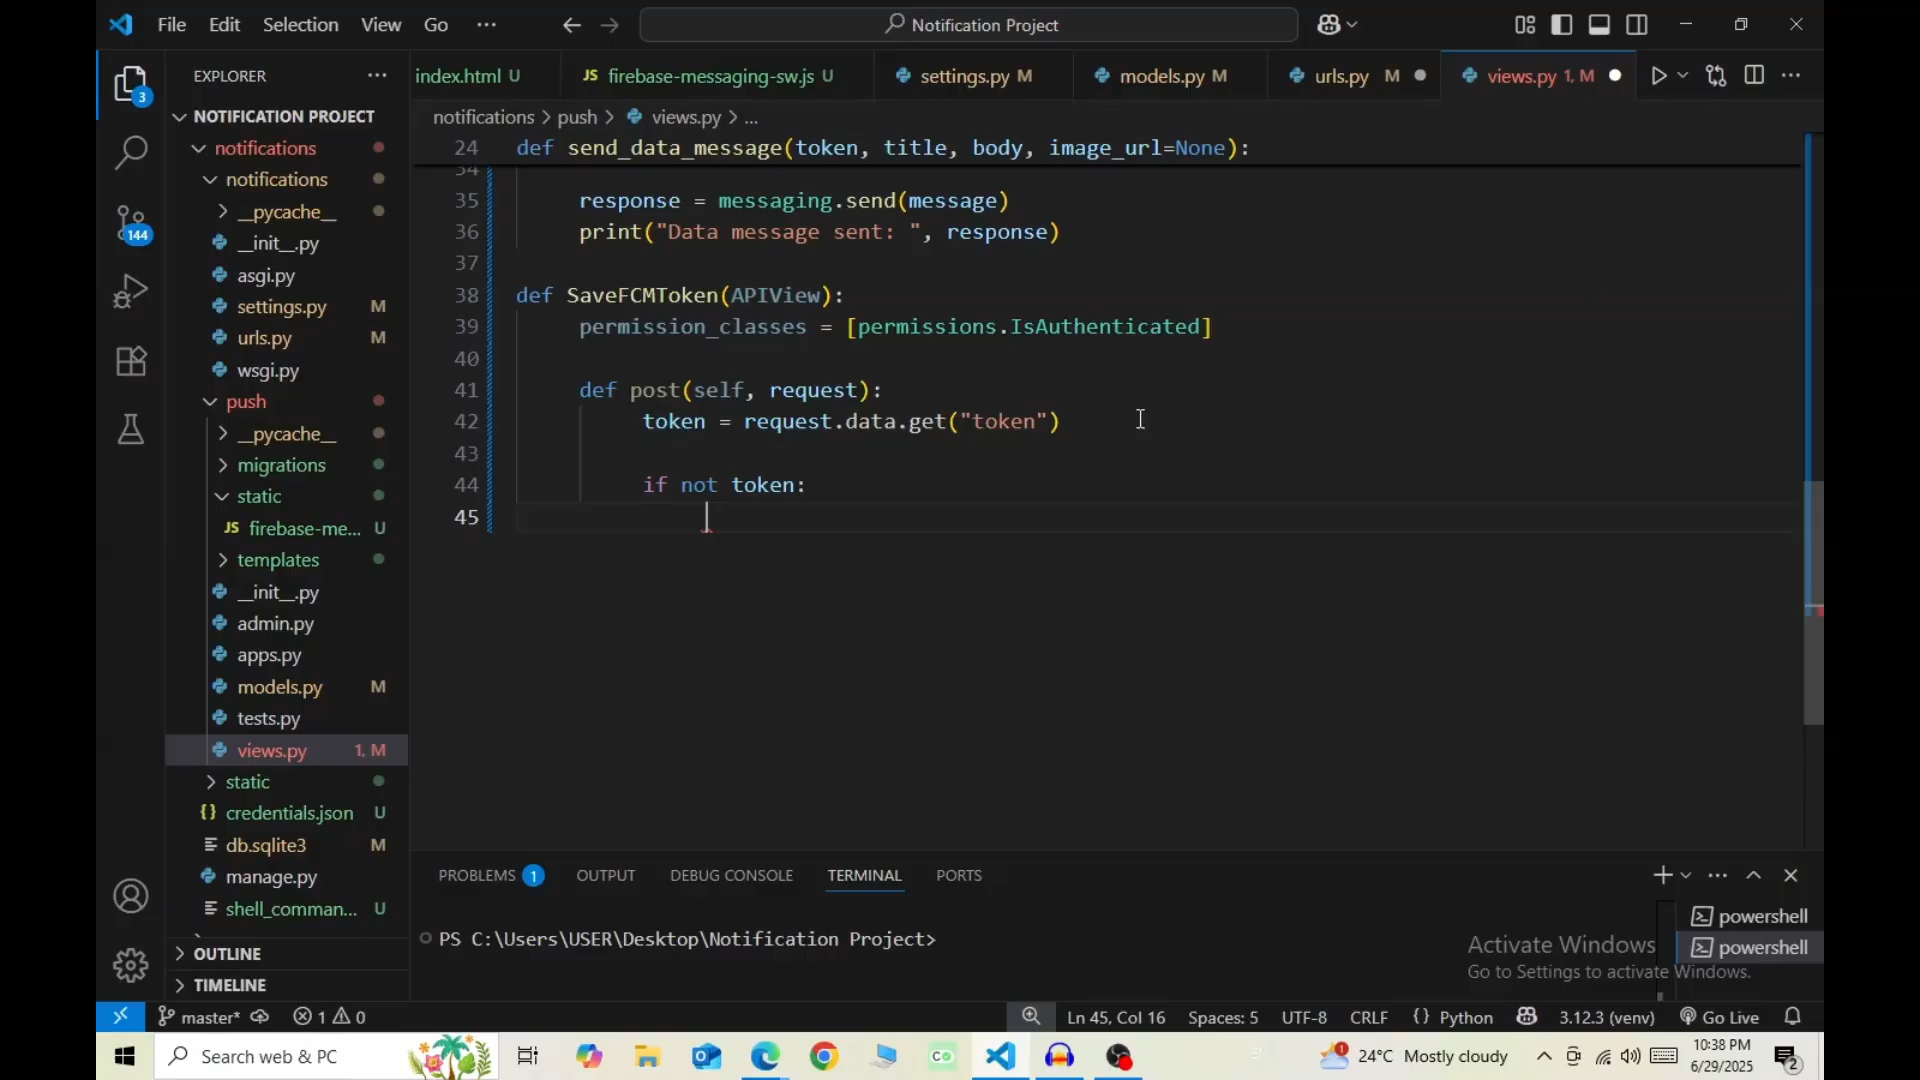 File Edit Selection View Go ··· Notification Project
EXPLORER ···
index.html U
JS firebase-messaging-sw.js U
settings.py M
models.py M
urls.py M
views.py 1, M
NOTIFICATION PROJECT
notifications > push > views.py > ...
notifications
notifications
__pycache__
__init__.py
asgi.py
settings.py M
urls.py M
wsgi.py
push
__pycache__
migrations
static
JS firebase-me... U
templates
__init__.py
admin.py
apps.py
models.py M
tests.py
views.py 1, M
static
{} credentials.json U
db.sqlite3 M
manage.py
shell_comman... U
OUTLINE
TIMELINE
3
144
24 def send_data_message(token, title, body, image_url=None):
34
35 response = messaging.send(message)
36 print("Data message sent: ", response)
37
38 def SaveFCMToken(APIView):
39 permission_classes = [permissions.IsAuthenticated]
40
41 def post(self, request):
42 token = request.data.get("token")
43
44 if not token:
45
PROBLEMS 1 OUTPUT DEBUG CONSOLE TERMINAL PORTS
PS C:\Users\USER\Desktop\Notification Project>
powershell
powershell
Activate Windows
Go to Settings to activate Windows.
master* 1 0 Ln 45, Col 16 Spaces: 5 UTF-8 CRLF {} Python 3.12.3 (venv) Go Live
Search web & PC
24°C Mostly cloudy
10:38 PM
6/29/2025
2